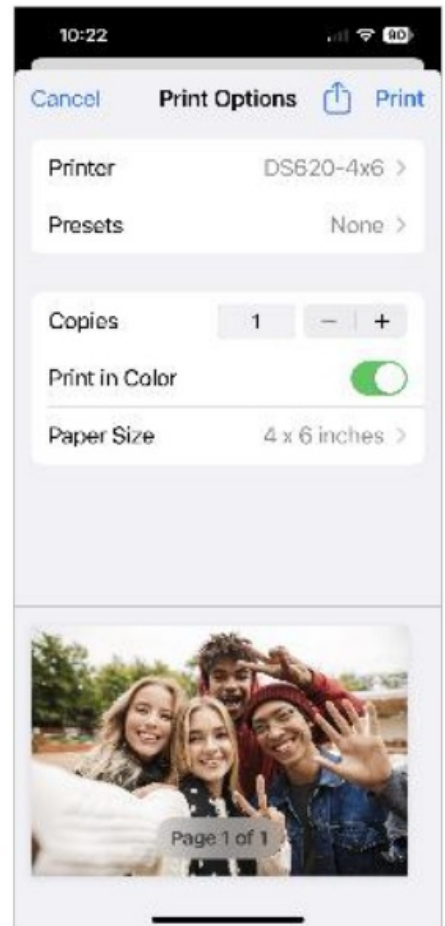 10:22 90
Cancel Print Options Print
Printer DS620-4x6 >
Presets None >
Copies 1 − +
Print in Color
Paper Size 4 x 6 inches >
Page 1 of 1